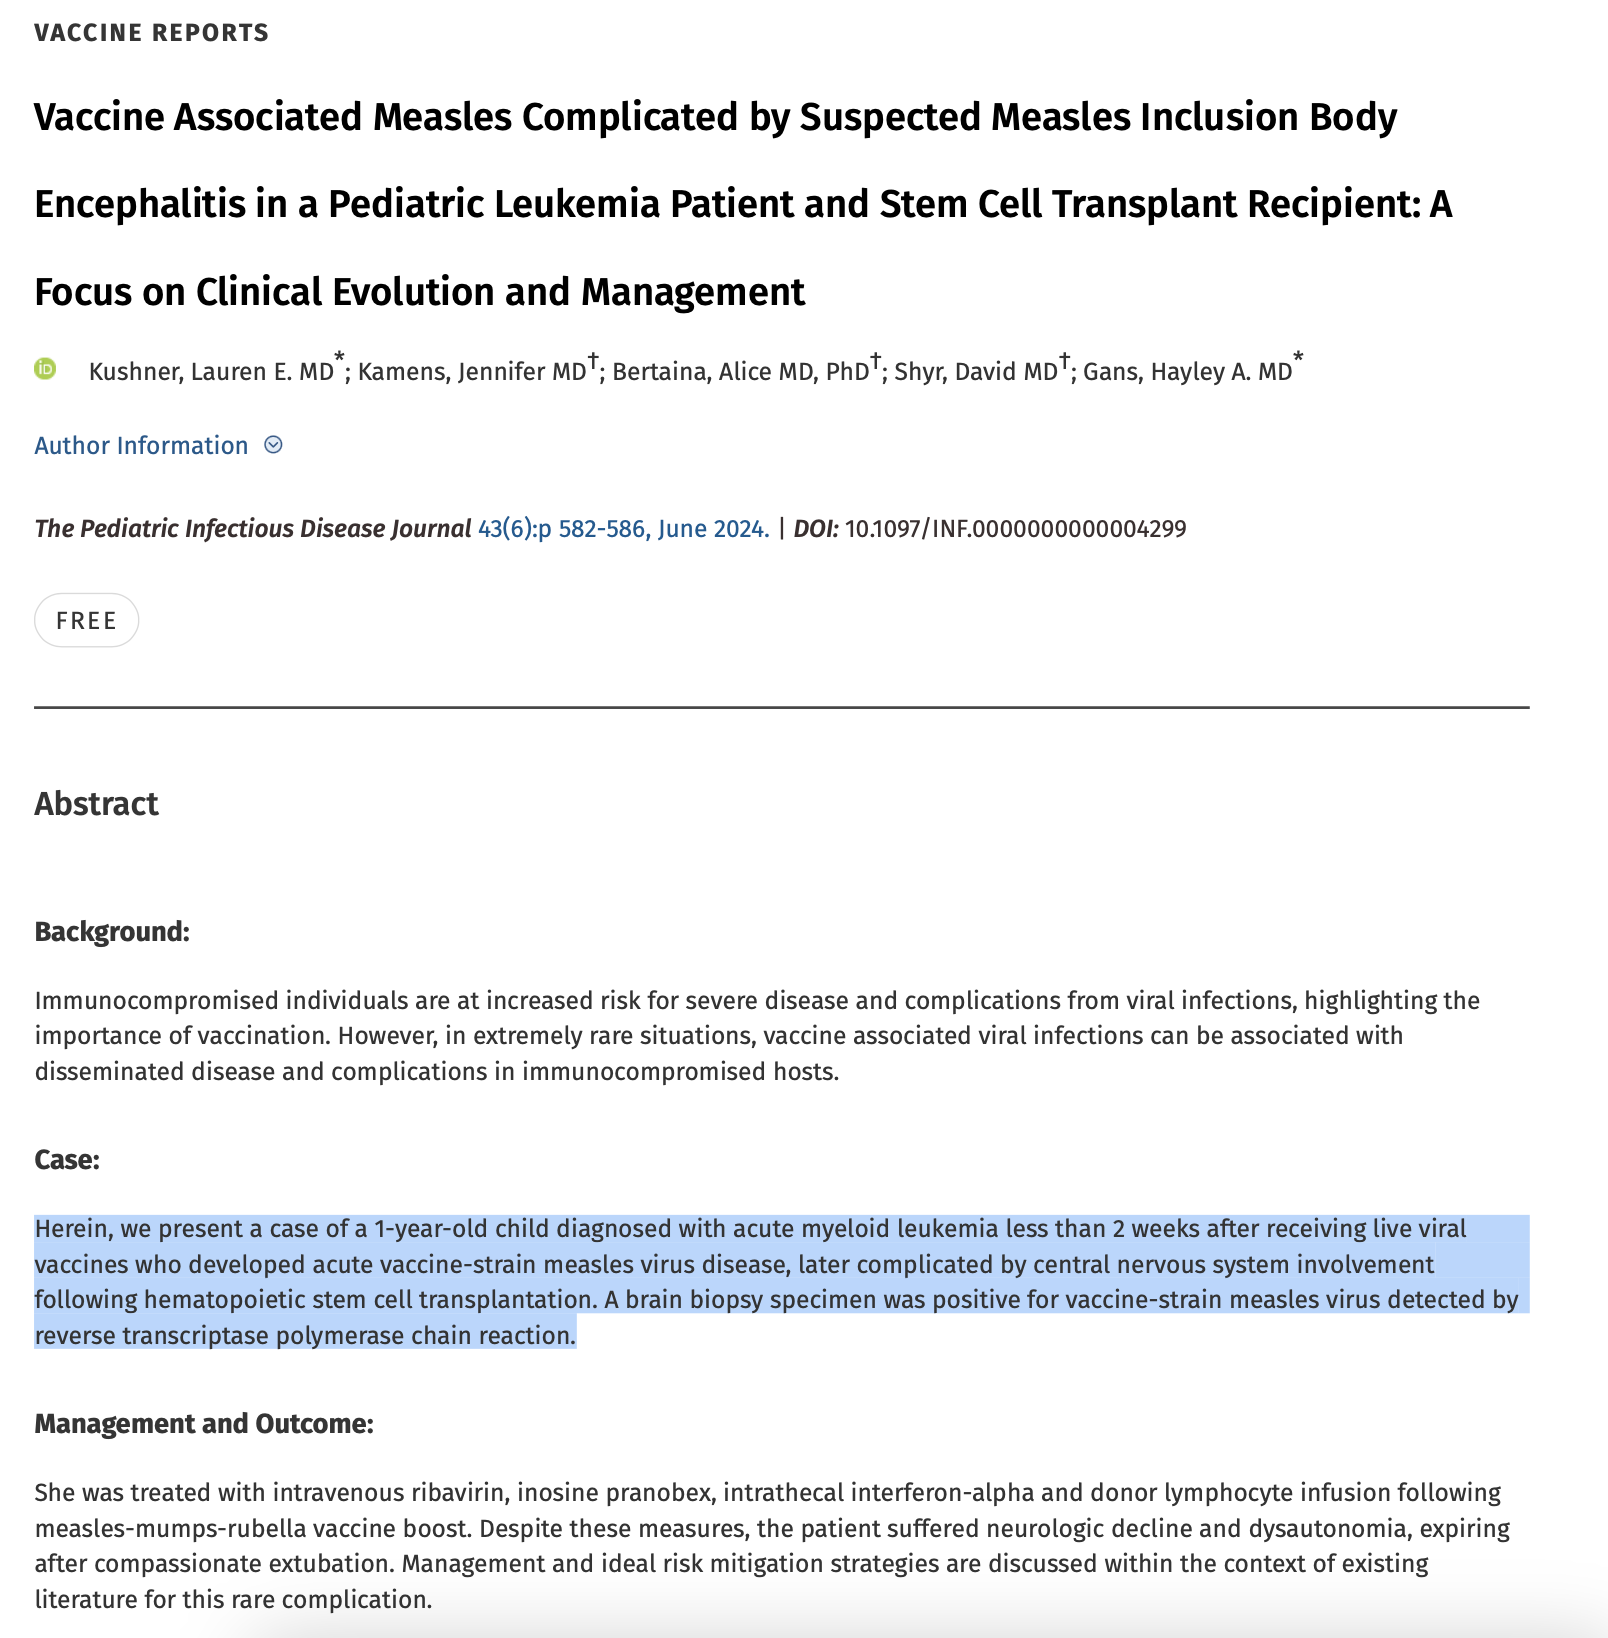 VACCINE REPORTS
Vaccine Associated Measles Complicated by Suspected Measles Inclusion Body
Encephalitis in a Pediatric Leukemia Patient and Stem Cell Transplant Recipient: A
Focus on Clinical Evolution and Management
iD Kushner, Lauren E. MD*; Kamens, Jennifer MD†; Bertaina, Alice MD, PhD†; Shyr, David MD†; Gans, Hayley A. MD*
Author Information
The Pediatric Infectious Disease Journal 43(6):p 582-586, June 2024. | DOI: 10.1097/INF.0000000000004299
FREE
Abstract
Background:
Immunocompromised individuals are at increased risk for severe disease and complications from viral infections, highlighting the
importance of vaccination. However, in extremely rare situations, vaccine associated viral infections can be associated with
disseminated disease and complications in immunocompromised hosts.
Case:
Herein, we present a case of a 1-year-old child diagnosed with acute myeloid leukemia less than 2 weeks after receiving live viral
vaccines who developed acute vaccine-strain measles virus disease, later complicated by central nervous system involvement
following hematopoietic stem cell transplantation. A brain biopsy specimen was positive for vaccine-strain measles virus detected by
reverse transcriptase polymerase chain reaction.
Management and Outcome:
She was treated with intravenous ribavirin, inosine pranobex, intrathecal interferon-alpha and donor lymphocyte infusion following
measles-mumps-rubella vaccine boost. Despite these measures, the patient suffered neurologic decline and dysautonomia, expiring
after compassionate extubation. Management and ideal risk mitigation strategies are discussed within the context of existing
literature for this rare complication.